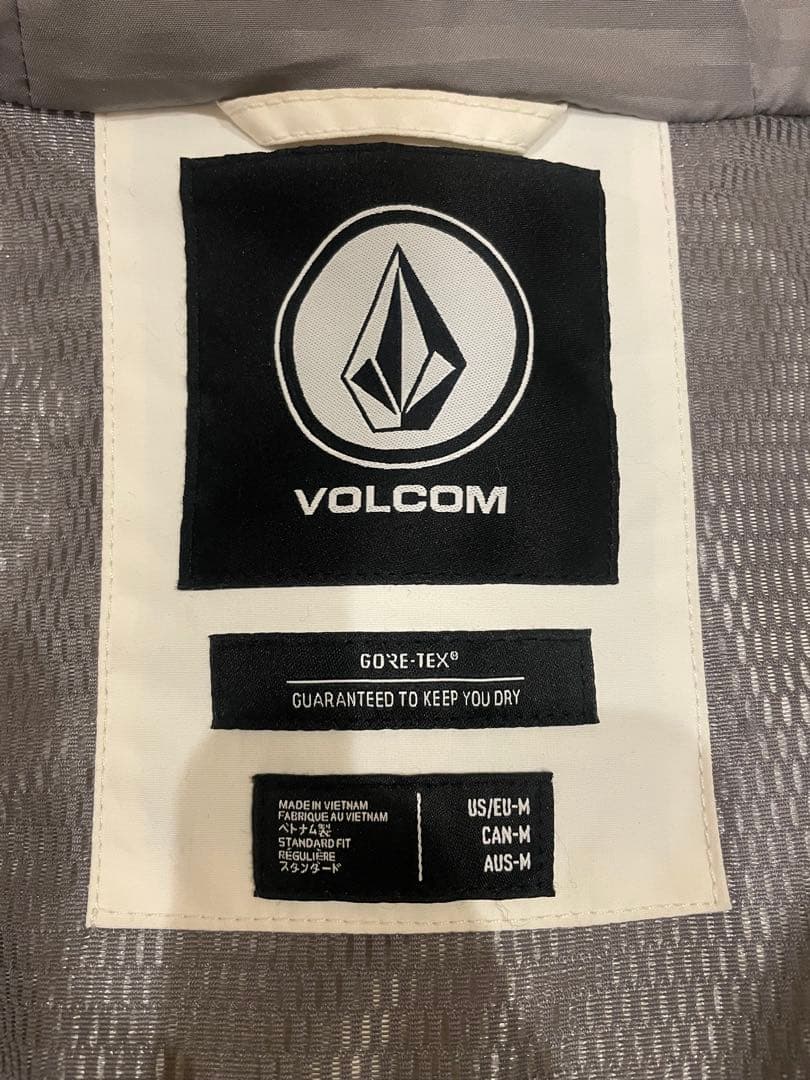 VOLCOM
GORE-TEX®
GUARANTEED TO KEEP YOU DRY
MADE IN VIETNAM
FABRIQUE AU VIETNAM
ベトナム製
STANDARD FIT
RÉGULIÈRE
スタンダード
US/EU-M
CAN-M
AUS-M